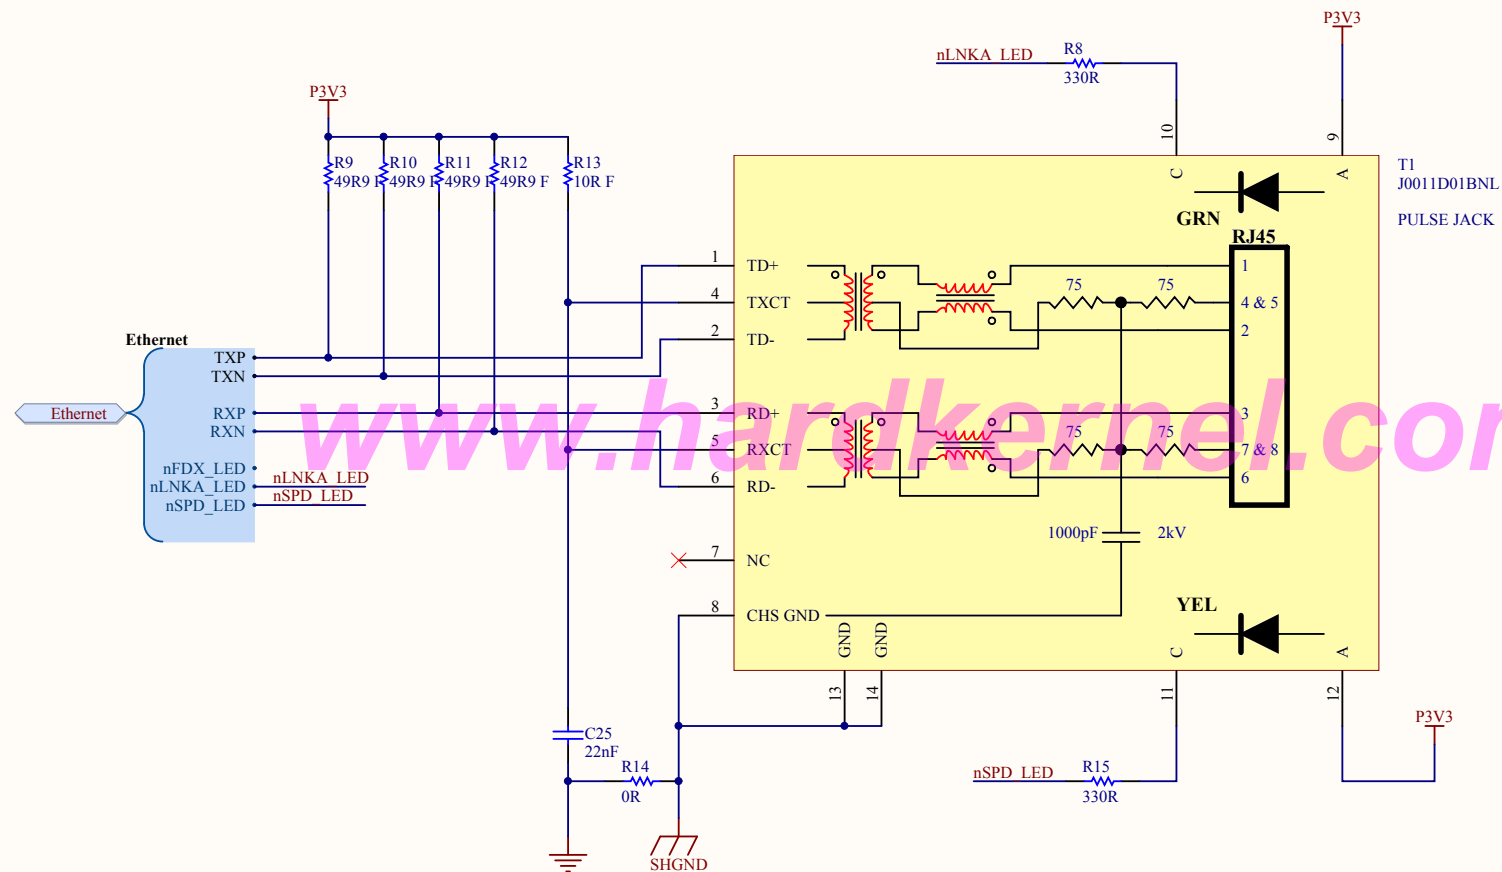 P3V3
nLNKA_LED
R8
330R
P3V3
R9
49R9 F
R10
49R9 F
R11
49R9 F
R12
49R9 F
R13
10R F
10
9
C
A
T1
J0011D01BNL
PULSE JACK
GRN
RJ45
1
TD+
4
TXCT
2
TD-
75
75
1
4 & 5
2
Ethernet
Ethernet
TXP
TXN
RXP
RXN
nFDX_LED
nLNKA_LED
nSPD_LED
nLNKA_LED
nSPD_LED
3
RD+
5
RXCT
6
RD-
75
75
3
7 & 8
6
www.hardkernel.com
1000pF
2kV
7
NC
8
CHS GND
GND
GND
YEL
C
A
13
14
11
12
C25
22nF
R14
0R
SHGND
nSPD_LED
R15
330R
P3V3